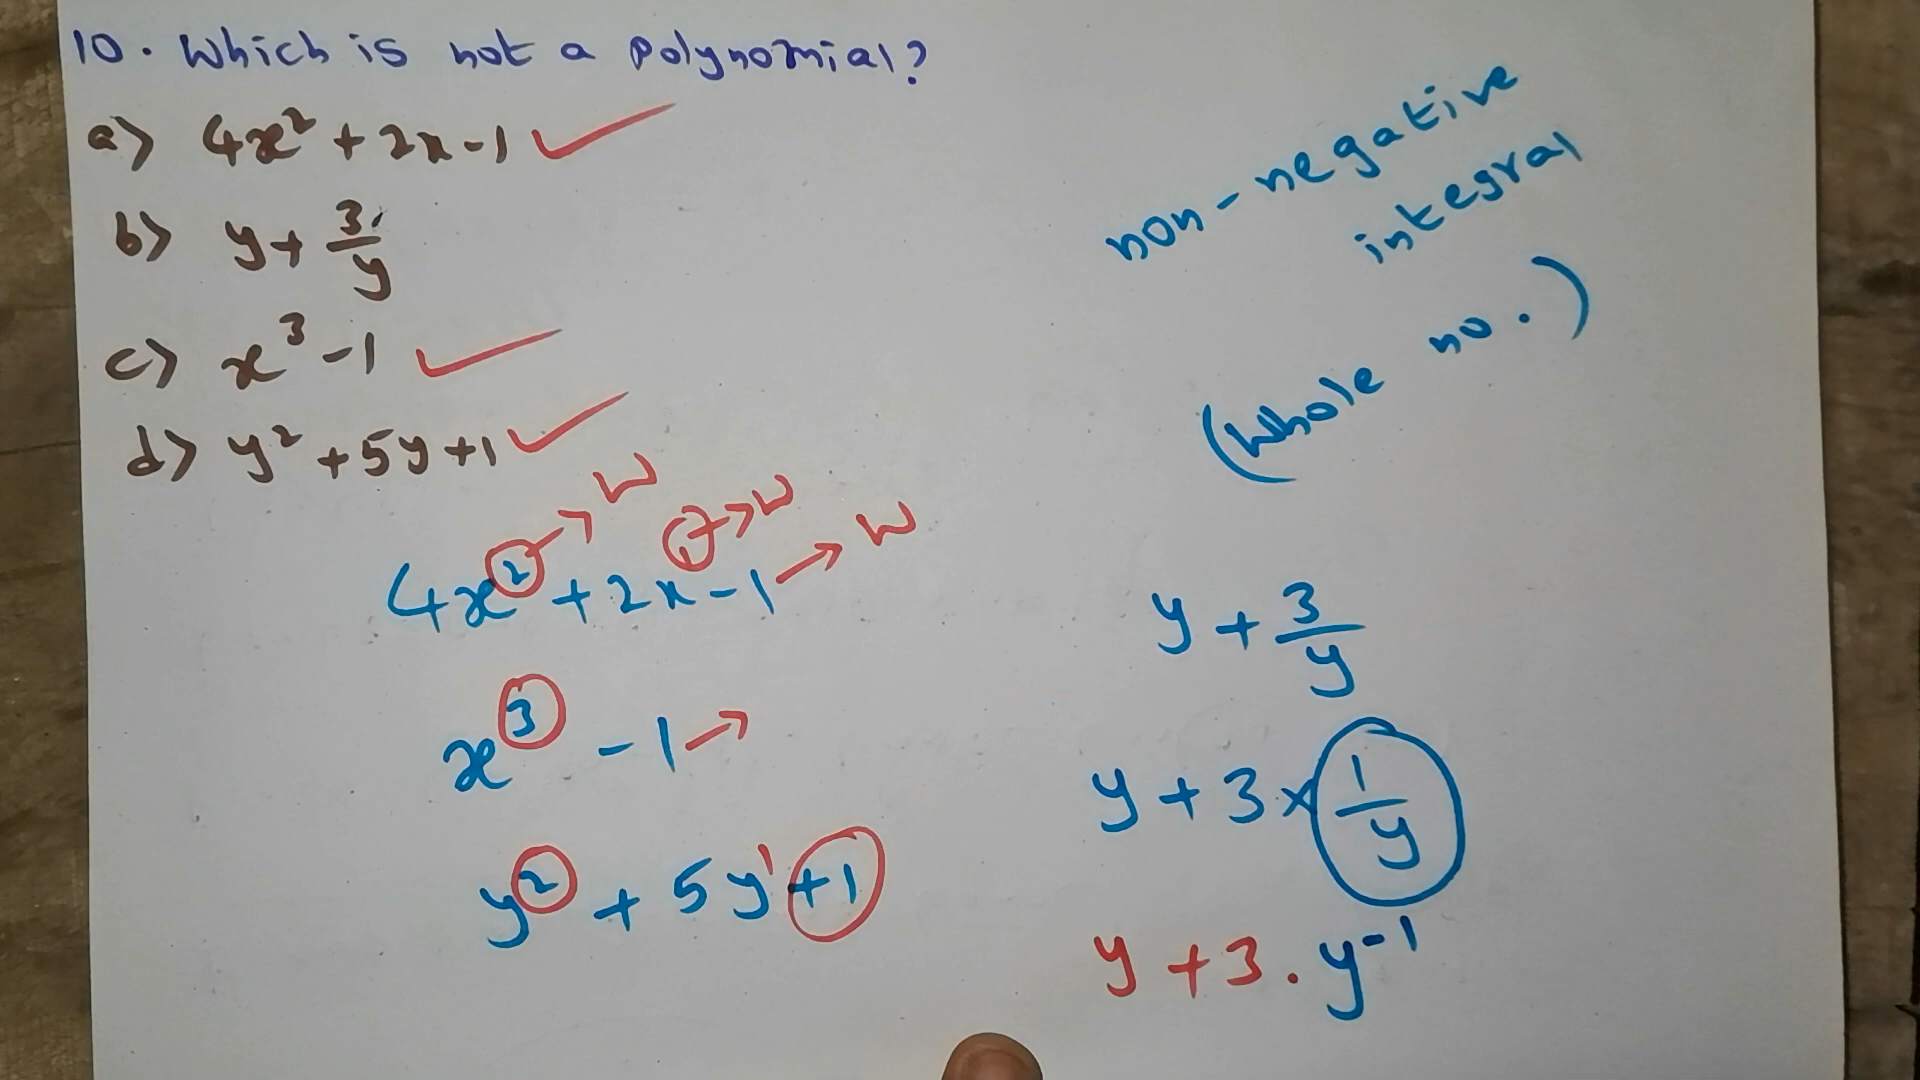 10. Which is not a polynomial?
a) 4x² + 2x - 1 ✓
b) y + 3/y
c) x³ - 1 ✓
d) y² + 5y + 1 ✓
non-negative
integral
(Whole no.)
4x² → W + 2x¹ → W - 1 → W
x³ - 1 →
y² + 5y¹ + 1
y + 3/y
y + 3 × 1/y
y + 3 . y⁻¹